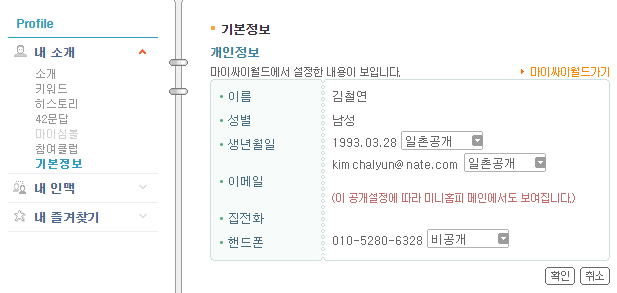 Profile
내 소개
소개
키워드
히스토리
42문답
마이심볼
참여클럽
기본정보
내 인맥
내 즐겨찾기
기본정보
개인정보
마이싸이월드에서 설정한 내용이 보입니다. 마이싸이월드가기
이름 김철연
성별 남성
생년월일 1993.03.28 일촌공개
이메일 kimchalyun@nate.com 일촌공개
(이 공개설정에 따라 미니홈피 메인에서도 보여집니다.)
집전화
핸드폰 010-5280-6328 비공개
확인 취소